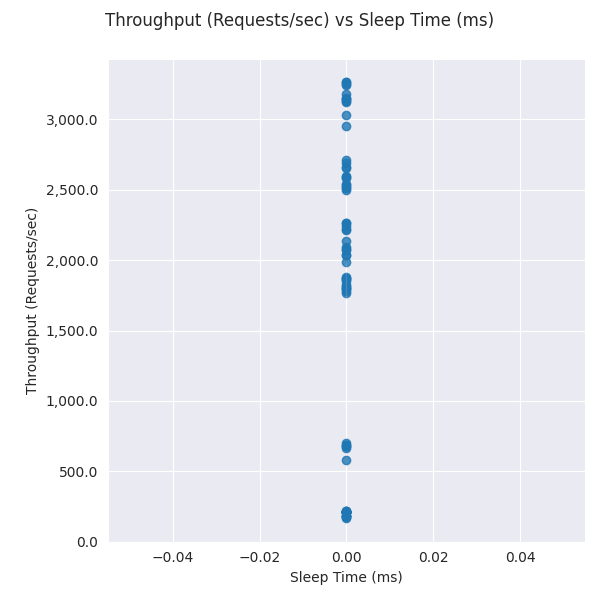 Throughput (Requests/sec) vs Sleep Time (ms)
3,000.0
2,500.0
2,000.0
1,500.0
1,000.0
500.0
0.0
Throughput (Requests/sec)
−0.04 −0.02 0.00 0.02 0.04
Sleep Time (ms)